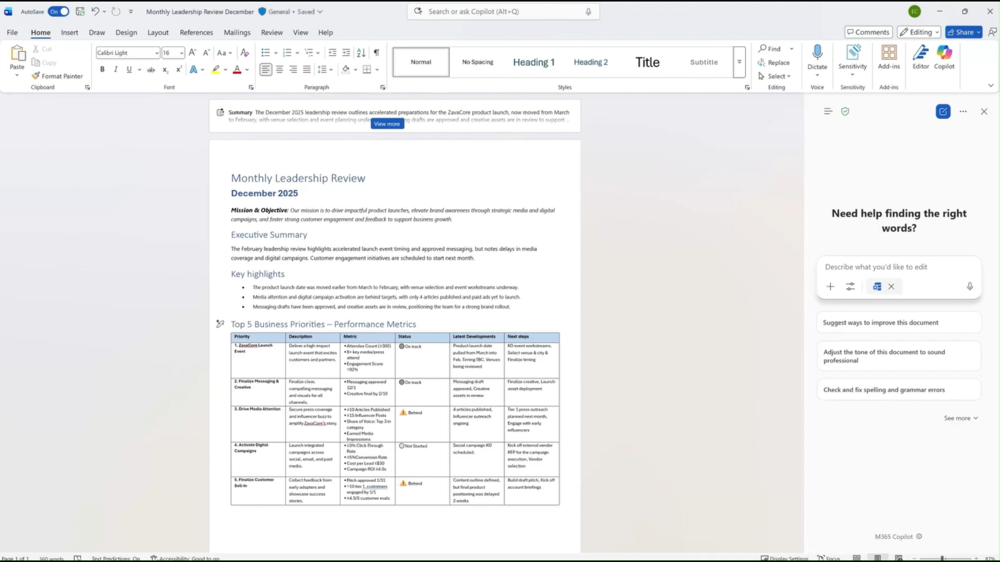 AutoSave On Monthly Leadership Review December General • Saved Search or ask Copilot (Alt+Q) EC
File Home Insert Draw Design Layout References Mailings Review View Help Comments Editing Share
Paste Cut Copy Format Painter Clipboard
Calibri Light 16 Aa Font
Paragraph
Normal No Spacing Heading 1 Heading 2 Title Subtitle Styles
Find Replace Select Editing
Dictate Voice
Sensitivity Sensitivity
Add-ins Add-ins
Editor Copilot
Summary The December 2025 leadership review outlines accelerated preparations for the ZavaCore product launch, now moved from March
to February, with venue selection and event planning drafts are approved and creative assets are in review to support ...
View more
Monthly Leadership Review
December 2025
Mission & Objective: Our mission is to drive impactful product launches, elevate brand awareness through strategic media and digital
campaigns, and foster strong customer engagement and feedback to support business growth.
Executive Summary
The February leadership review highlights accelerated launch event timing and approved messaging, but notes delays in media
coverage and digital campaigns. Customer engagement initiatives are scheduled to start next month.
Key highlights
• The product launch date was moved earlier from March to February, with venue selection and event workstreams underway.
• Media attention and digital campaign activation are behind targets, with only 4 articles published and paid ads yet to launch.
• Messaging drafts have been approved, and creative assets are in review, positioning the team for a strong brand rollout.
Top 5 Business Priorities – Performance Metrics
Priority Description Metric Status Latest Developments Next steps
1. ZavaCore Launch
Event
Deliver a high-impact
launch event that excites
customers and partners.
• Attendee Count (≥300)
• 8+ key media/press
attend
• Engagement Score
>92%
On track
Product launch date
pulled from March into
Feb. Timing TBC. Venues
being reviewed
KO event workstreams.
Select venue & city &
Finalize timing
2. Finalize Messaging &
Creative
Finalize clear,
compelling messaging
and visuals for all
channels.
• Messaging approved
12/1
• Creative final by 2/10
On track
Messaging draft
approved, Creative
assets in review
Finalize creative, Launch
asset deployment
3. Drive Media Attention
Secure press coverage
and influencer buzz to
amplify ZavaCore's story.
• ≥10 Articles Published
• ≥15 Influencer Posts
• Share of Voice: Top 3 in
category
• Earned Media
Impressions
Behind
4 articles published,
Influencer outreach
ongoing
Tier 1 press outreach
planned next month,
Engage with early
influencers
4. Activate Digital
Campaigns
Launch integrated
campaigns across
social, email, and paid
media.
• ≥3% Click-Through
Rate
• ≥5%Conversion Rate
• Cost per Lead ≤$30
• Campaign ROI ≥4.0x
Not Started
Social campaign KO
scheduled.
Kick off external vendor
RFP for the campaign
execution, Vendor
selection
5. Finalize Customer
Sell-In
Collect feedback from
early adopters and
showcase success
stories.
• Pitch approved 1/31
• >10 tier 1 customers
engaged by 1/1
• ≥4.5/5 customer evals
Behind
Content outline defined,
but final product
positioning was delayed
2 weeks
Build draft pitch, Kick off
account briefings
Need help finding the right
words?
Describe what you'd like to edit
Suggest ways to improve this document
Adjust the tone of this document to sound
professional
Check and fix spelling and grammar errors
See more
M365 Copilot
Page 1 of 1 360 words Text Predictions: On Accessibility: Good to go Display Settings Focus 87%